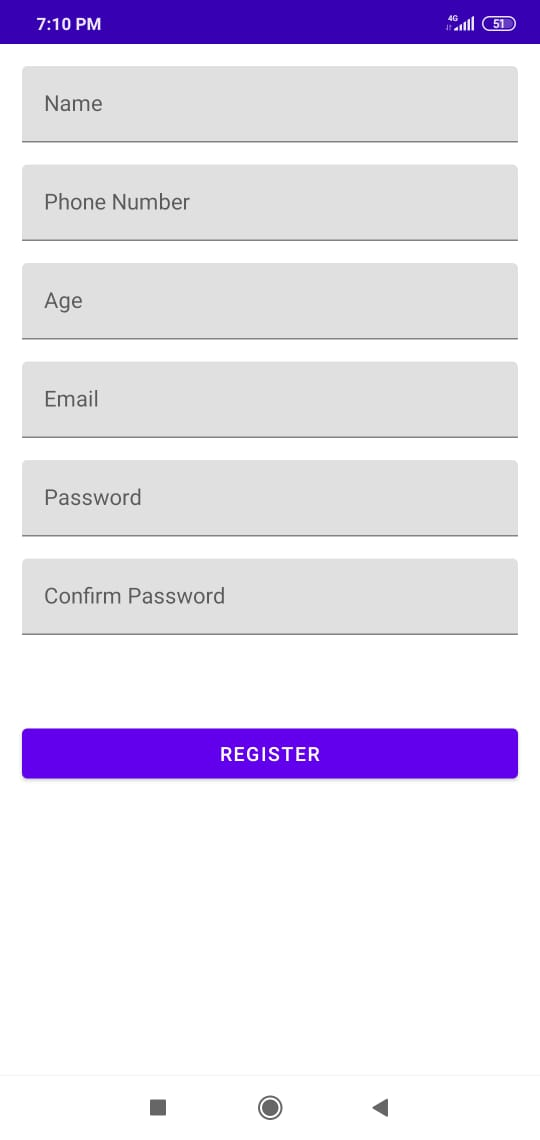 7:10 PM
4G
51
Name
Phone Number
Age
Email
Password
Confirm Password
REGISTER